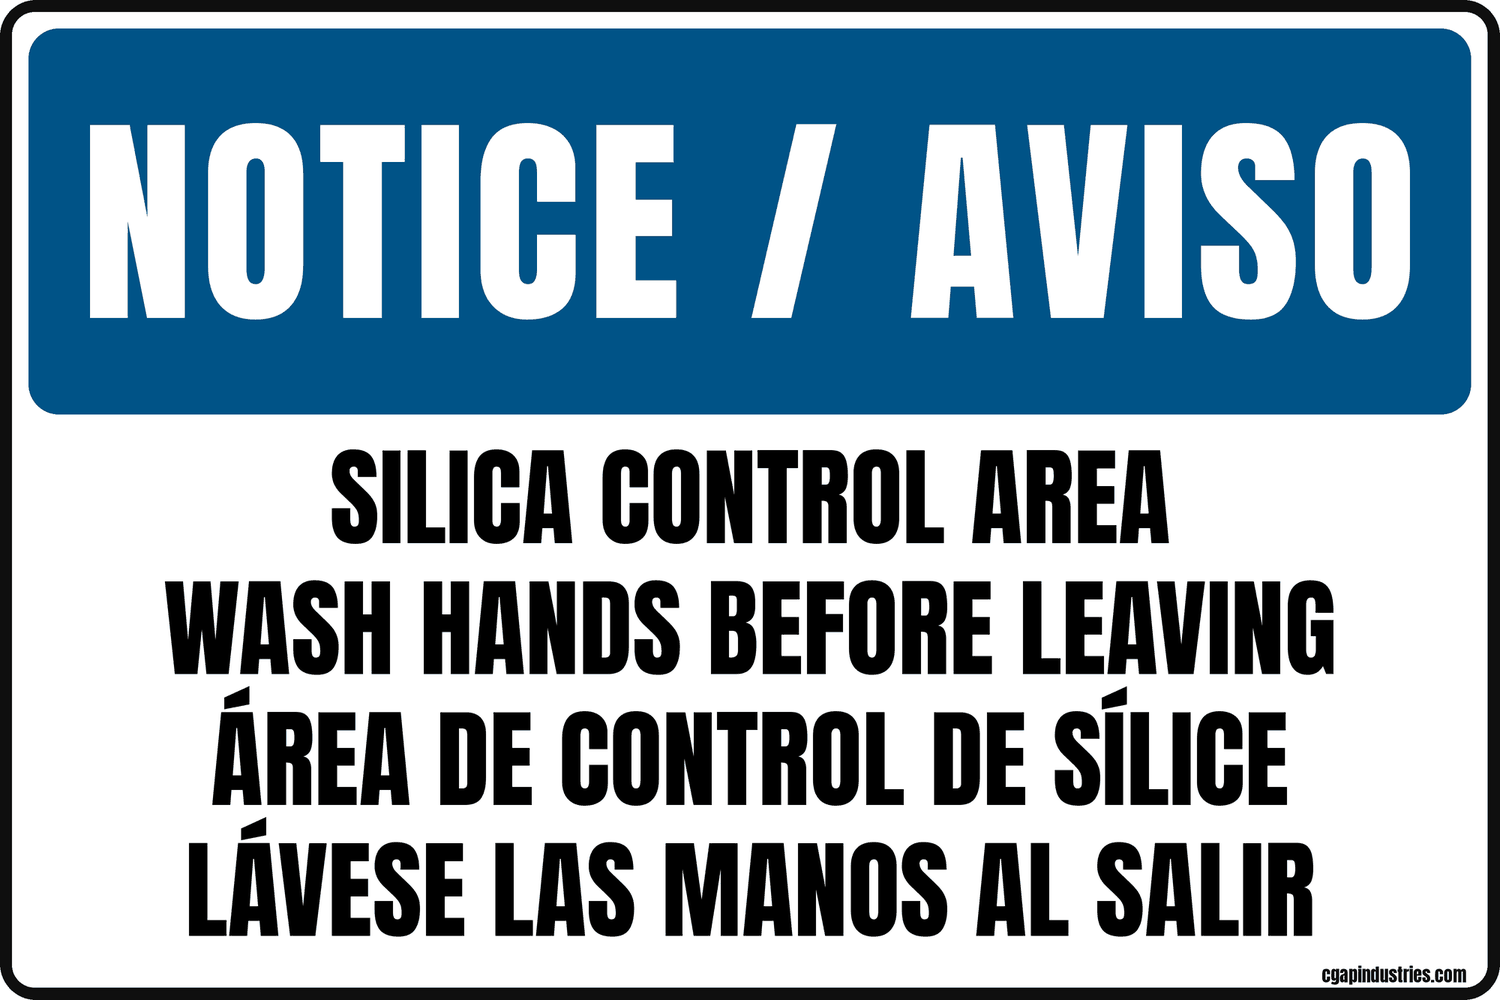 NOTICE / AVISO
SILICA CONTROL AREA
WASH HANDS BEFORE LEAVING
ÁREA DE CONTROL DE SÍLICE
LÁVESE LAS MANOS AL SALIR
cgapindustries.com